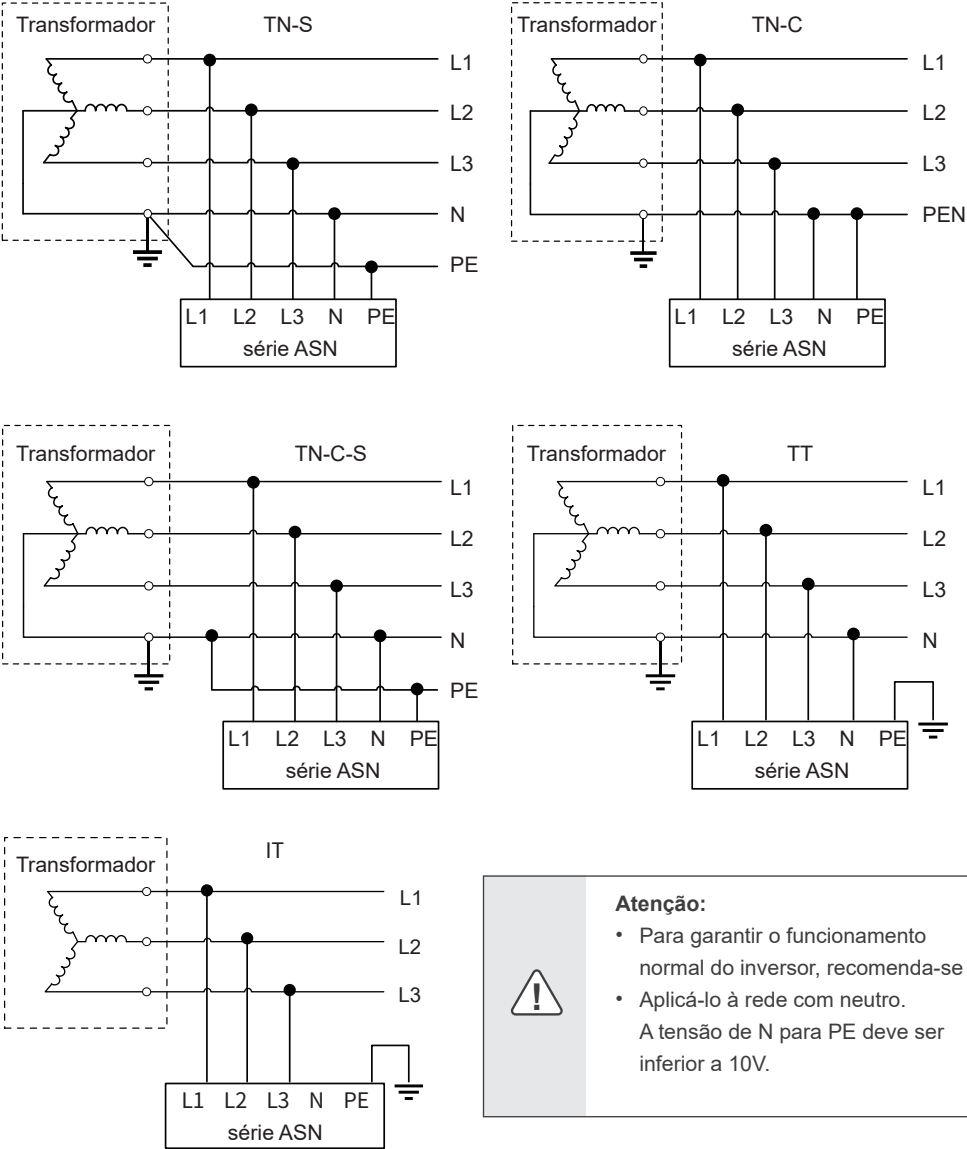 Transformador
TN-S
L1
L2
L3
N
PE
L1 L2 L3 N PE
série ASN
Transformador
TN-C
L1
L2
L3
PEN
L1 L2 L3 N PE
série ASN
Transformador
TN-C-S
L1
L2
L3
N
PE
L1 L2 L3 N PE
série ASN
Transformador
TT
L1
L2
L3
N
L1 L2 L3 N PE
série ASN
Transformador
IT
L1
L2
L3
L1 L2 L3 N PE
série ASN
Atenção:
• Para garantir o funcionamento
normal do inversor, recomenda-se
• Aplicá-lo à rede com neutro.
A tensão de N para PE deve ser
inferior a 10V.